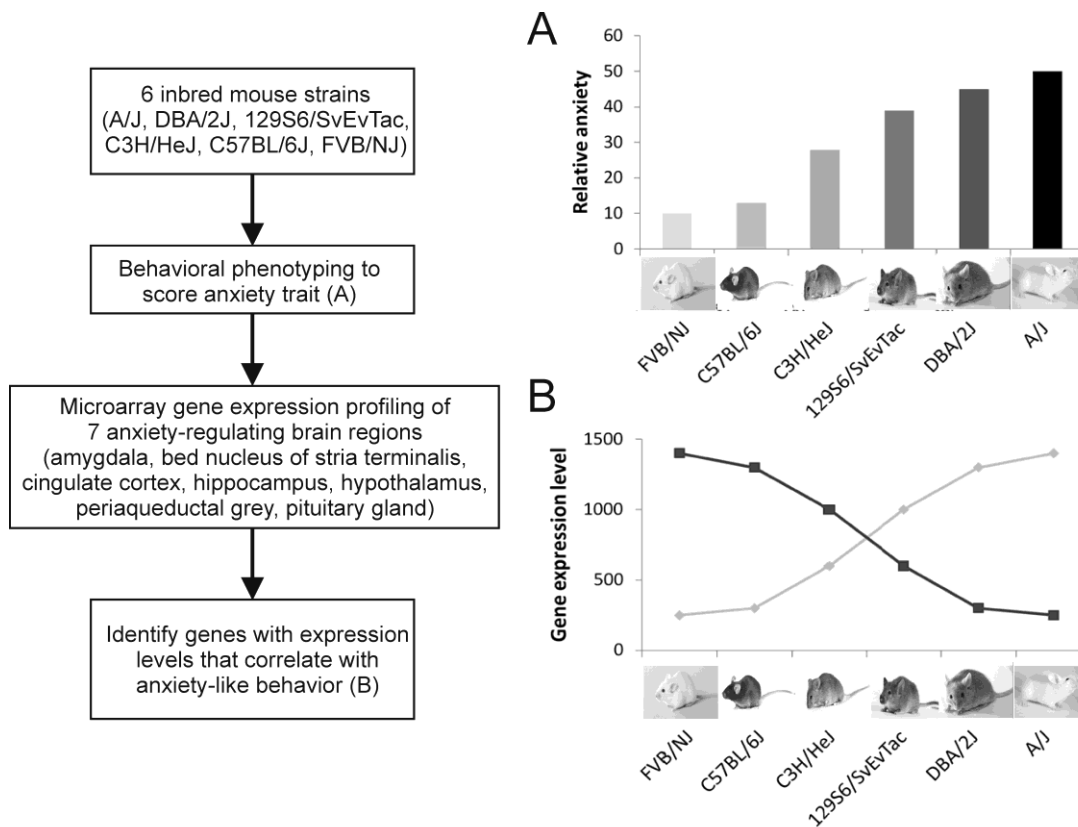 6 inbred mouse strains
(A/J, DBA/2J, 129S6/SvEvTac,
C3H/HeJ, C57BL/6J, FVB/NJ)
Behavioral phenotyping to
score anxiety trait (A)
Microarray gene expression profiling of
7 anxiety-regulating brain regions
(amygdala, bed nucleus of stria terminalis,
cingulate cortex, hippocampus, hypothalamus,
periaqueductal grey, pituitary gland)
Identify genes with expression
levels that correlate with
anxiety-like behavior (B)
A
Relative anxiety
60
50
40
30
20
10
0
FVB/NJ
C57BL/6J
C3H/HeJ
129S6/SvEvTac
DBA/2J
A/J
B
Gene expression level
1500
1000
500
0
FVB/NJ
C57BL/6J
C3H/HeJ
129S6/SvEvTac
DBA/2J
A/J